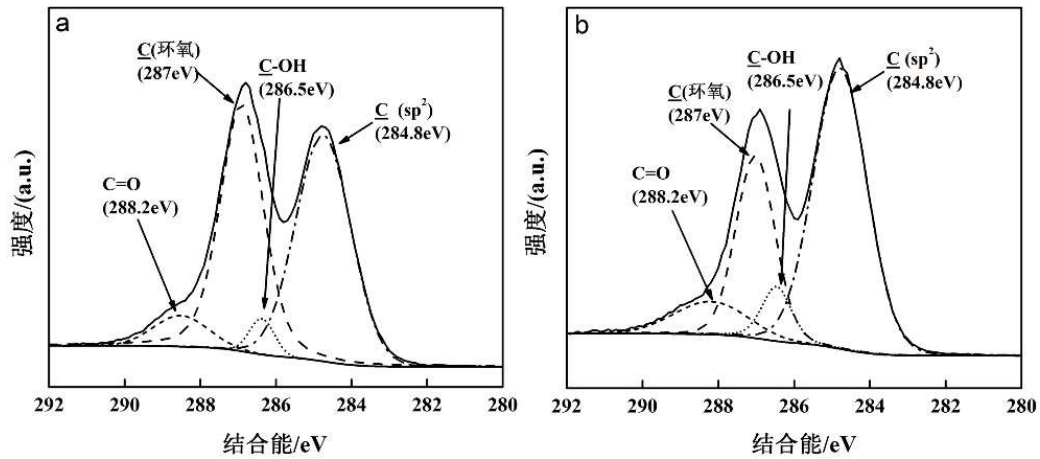 a
C(环氧)
(287eV)
C-OH
(286.5eV)
C (sp²)
(284.8eV)
C=O
(288.2eV)
强度/(a.u.)
292 290 288 286 284 282 280
结合能/eV
b
C-OH
(286.5eV)
C (sp²)
(284.8eV)
C(环氧)
(287eV)
C=O
(288.2eV)
强度/(a.u.)
292 290 288 286 284 282 280
结合能/eV